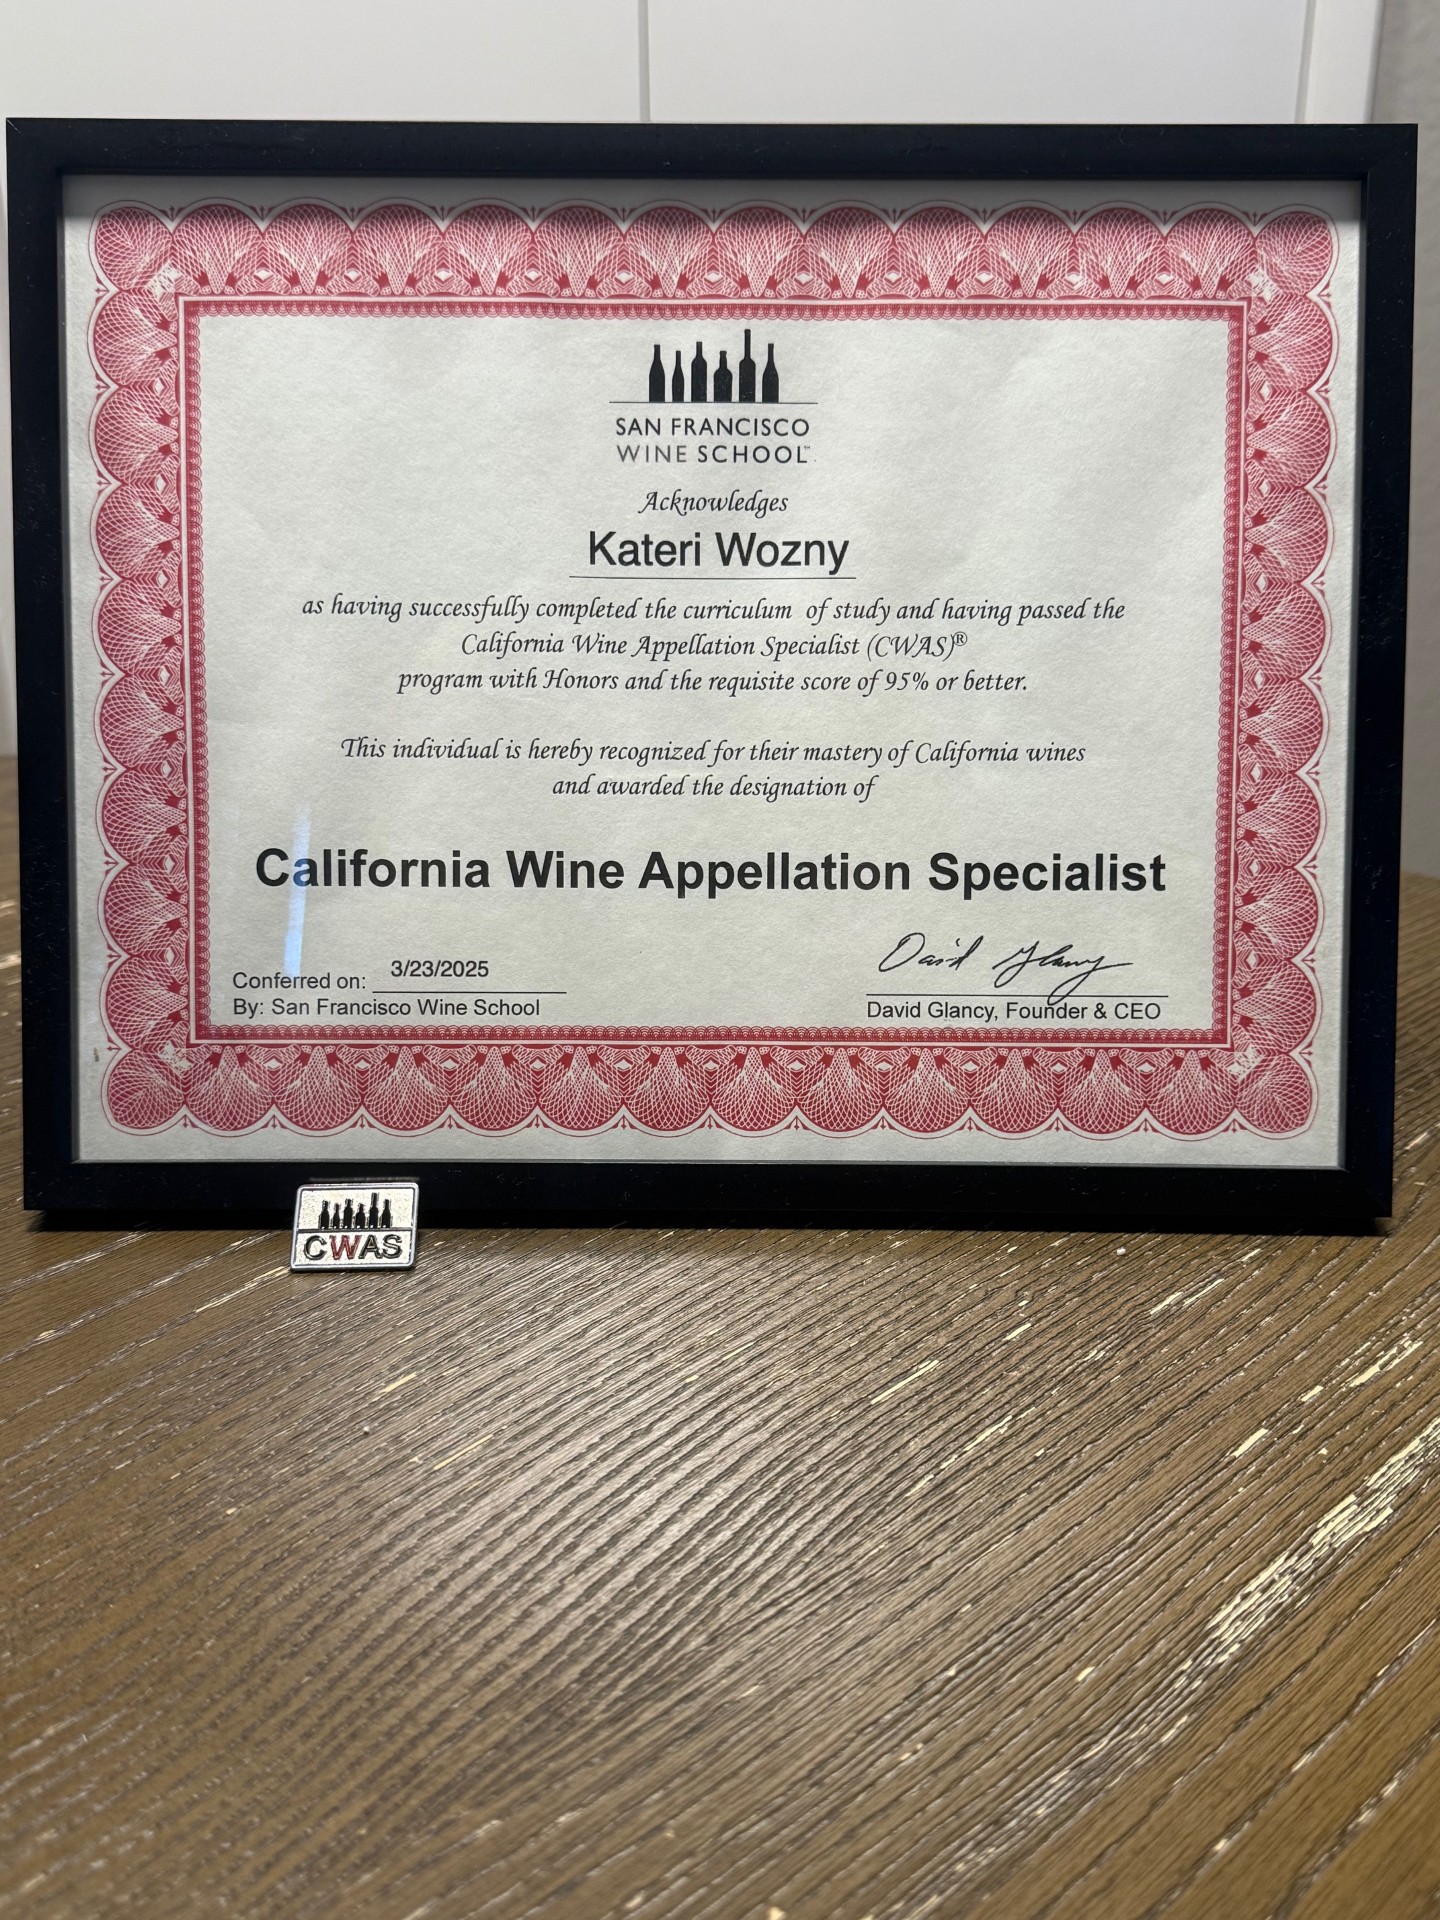 SAN FRANCISCO
WINE SCHOOL™
Acknowledges
Kateri Wozny
as having successfully completed the curriculum of study and having passed the
California Wine Appellation Specialist (CWAS)®
program with Honors and the requisite score of 95% or better.
This individual is hereby recognized for their mastery of California wines
and awarded the designation of
California Wine Appellation Specialist
Conferred on: 3/23/2025
By: San Francisco Wine School
David Glancy
David Glancy, Founder & CEO
CWAS